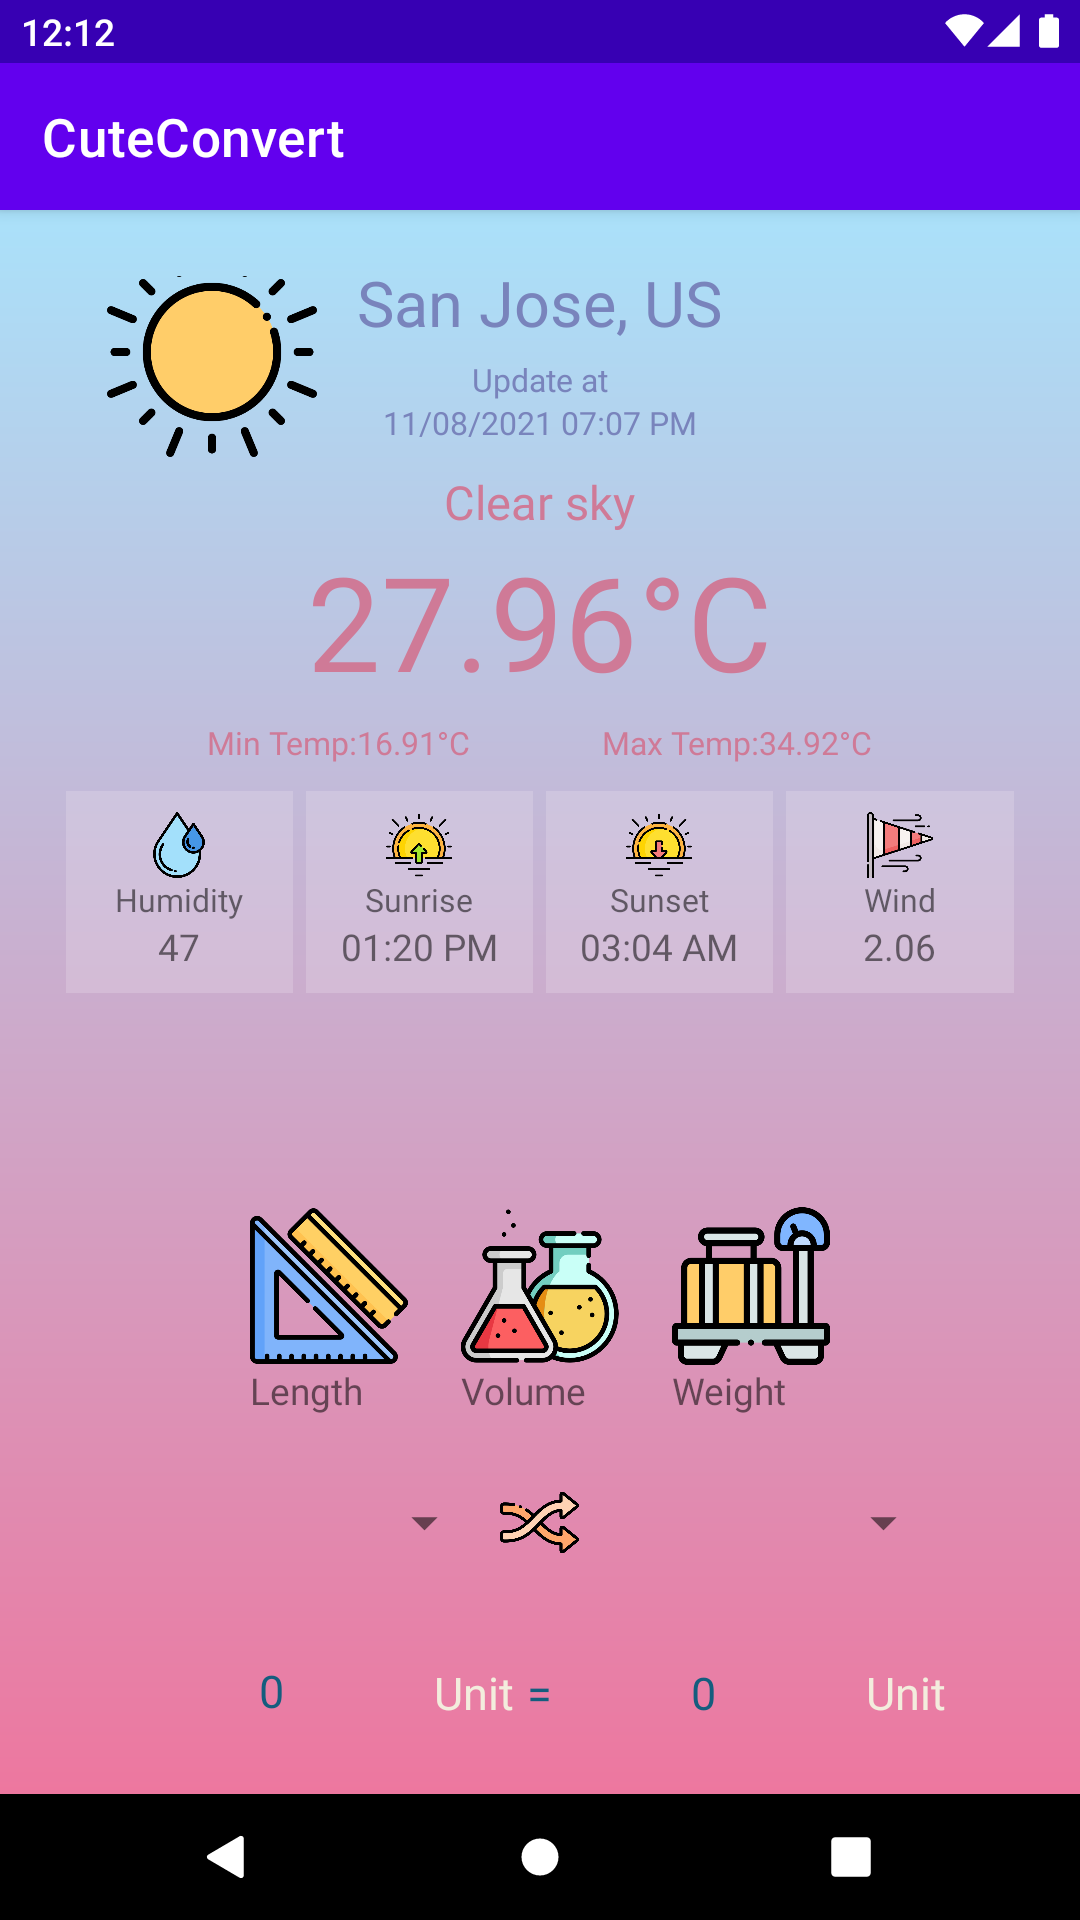 12:12
CuteConvert
San Jose, US
Update at
11/08/2021 07:07 PM
Clear sky
27.96°C
Min Temp:16.91°C Max Temp:34.92°C
Humidity Sunrise Sunset Wind
47 01:20 PM 03:04 AM 2.06
Length Volume Weight
0 Unit = 0 Unit